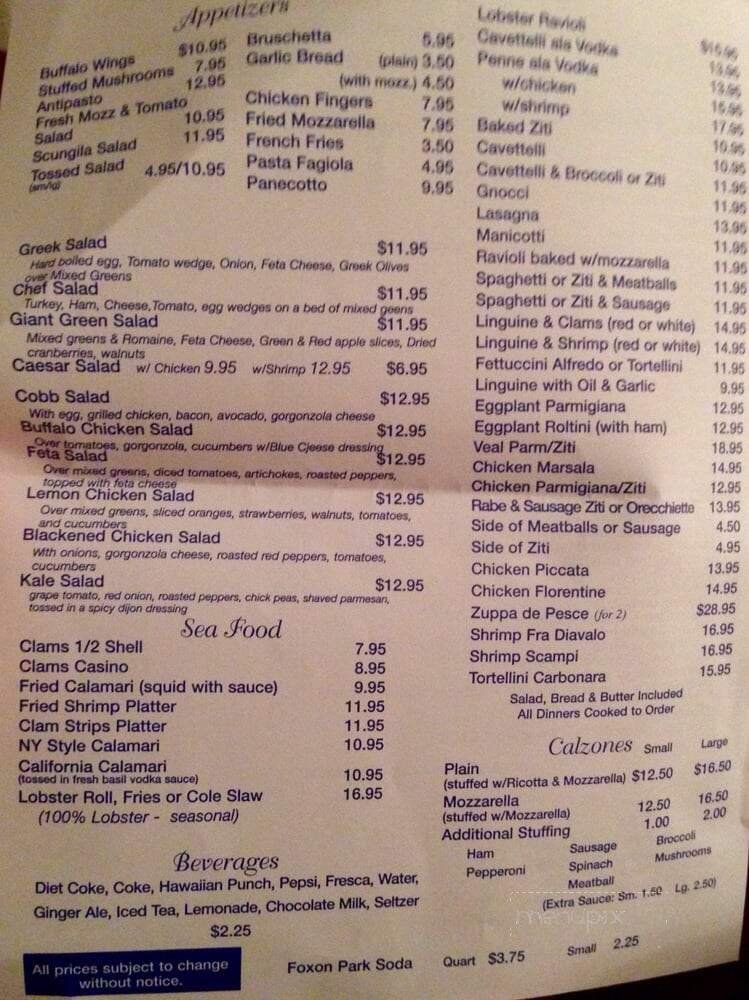 Appetizers
Buffalo Wings $10.95
Stuffed Mushrooms 7.95
Antipasto 12.95
Fresh Mozz & Tomato
Salad 10.95
Scungila Salad 11.95
Tossed Salad 4.95/10.95
(sm/lg)
Bruschetta 5.95
Garlic Bread (plain) 3.50
(with mozz.) 4.50
Chicken Fingers 7.95
Fried Mozzarella 7.95
French Fries 3.50
Pasta Fagiola 4.95
Panecotto 9.95
Greek Salad $11.95
Hard boiled egg, Tomato wedge, Onion, Feta Cheese, Greek Olives
over Mixed Greens
Chef Salad $11.95
Turkey, Ham, Cheese,Tomato, egg wedges on a bed of mixed geens
Giant Green Salad $11.95
Mixed greens & Romaine, Feta Cheese, Green & Red apple slices, Dried
cranberries, walnuts
Caesar Salad w/ Chicken 9.95 w/Shrimp 12.95 $6.95
Cobb Salad $12.95
With egg, grilled chicken, bacon, avocado, gorgonzola cheese
Buffalo Chicken Salad $12.95
Over tomatoes, gorgonzola, cucumbers w/Blue Cjeese dressing
Feta Salad $12.95
Over mixed greens, diced tomatoes, artichokes, roasted peppers,
topped with feta cheese
Lemon Chicken Salad $12.95
Over mixed greens, sliced oranges, strawberries, walnuts, tomatoes,
and cucumbers
Blackened Chicken Salad $12.95
With onions, gorgonzola cheese, roasted red peppers, tomatoes,
cucumbers
Kale Salad $12.95
grape tomato, red onion, roasted peppers, chick peas, shaved parmesan,
tossed in a spicy dijon dressing
Sea Food
Clams 1/2 Shell 7.95
Clams Casino 8.95
Fried Calamari (squid with sauce) 9.95
Fried Shrimp Platter 11.95
Clam Strips Platter 11.95
NY Style Calamari 10.95
California Calamari
(tossed in fresh basil vodka sauce) 10.95
Lobster Roll, Fries or Cole Slaw 16.95
(100% Lobster - seasonal)
Beverages
Diet Coke, Coke, Hawaiian Punch, Pepsi, Fresca, Water,
Ginger Ale, Iced Tea, Lemonade, Chocolate Milk, Seltzer
$2.25
All prices subject to change
without notice.
Foxon Park Soda Quart $3.75 Small 2.25
Lobster Ravioli
Cavettelli ala Vodka
Penne ala Vodka
w/chicken
w/shrimp
Baked Ziti
Cavettelli
Cavettelli & Broccoli or Ziti
Gnocci
Lasagna
Manicotti
Ravioli baked w/mozzarella
Spaghetti or Ziti & Meatballs
Spaghetti or Ziti & Sausage 11.95
Linguine & Clams (red or white) 14.95
Linguine & Shrimp (red or white) 14.95
Fettuccini Alfredo or Tortellini 11.95
Linguine with Oil & Garlic 9.95
Eggplant Parmigiana 12.95
Eggplant Roltini (with ham) 12.95
Veal Parm/Ziti 18.95
Chicken Marsala 14.95
Chicken Parmigiana/Ziti 12.95
Rabe & Sausage Ziti or Orecchiette 13.95
Side of Meatballs or Sausage 4.50
Side of Ziti 4.95
Chicken Piccata 13.95
Chicken Florentine 14.95
Zuppa de Pesce (for 2) $28.95
Shrimp Fra Diavalo 16.95
Shrimp Scampi 16.95
Tortellini Carbonara 15.95
Salad, Bread & Butter Included
All Dinners Cooked to Order
Calzones Small Large
Plain
(stuffed w/Ricotta & Mozzarella) $12.50 $16.50
Mozzarella
(stuffed w/Mozzarella) 12.50 16.50
Additional Stuffing 1.00 2.00
Ham Sausage Broccoli
Pepperoni Spinach Mushrooms
Meatball
(Extra Sauce: Sm. 1.50 Lg. 2.50)
menupix